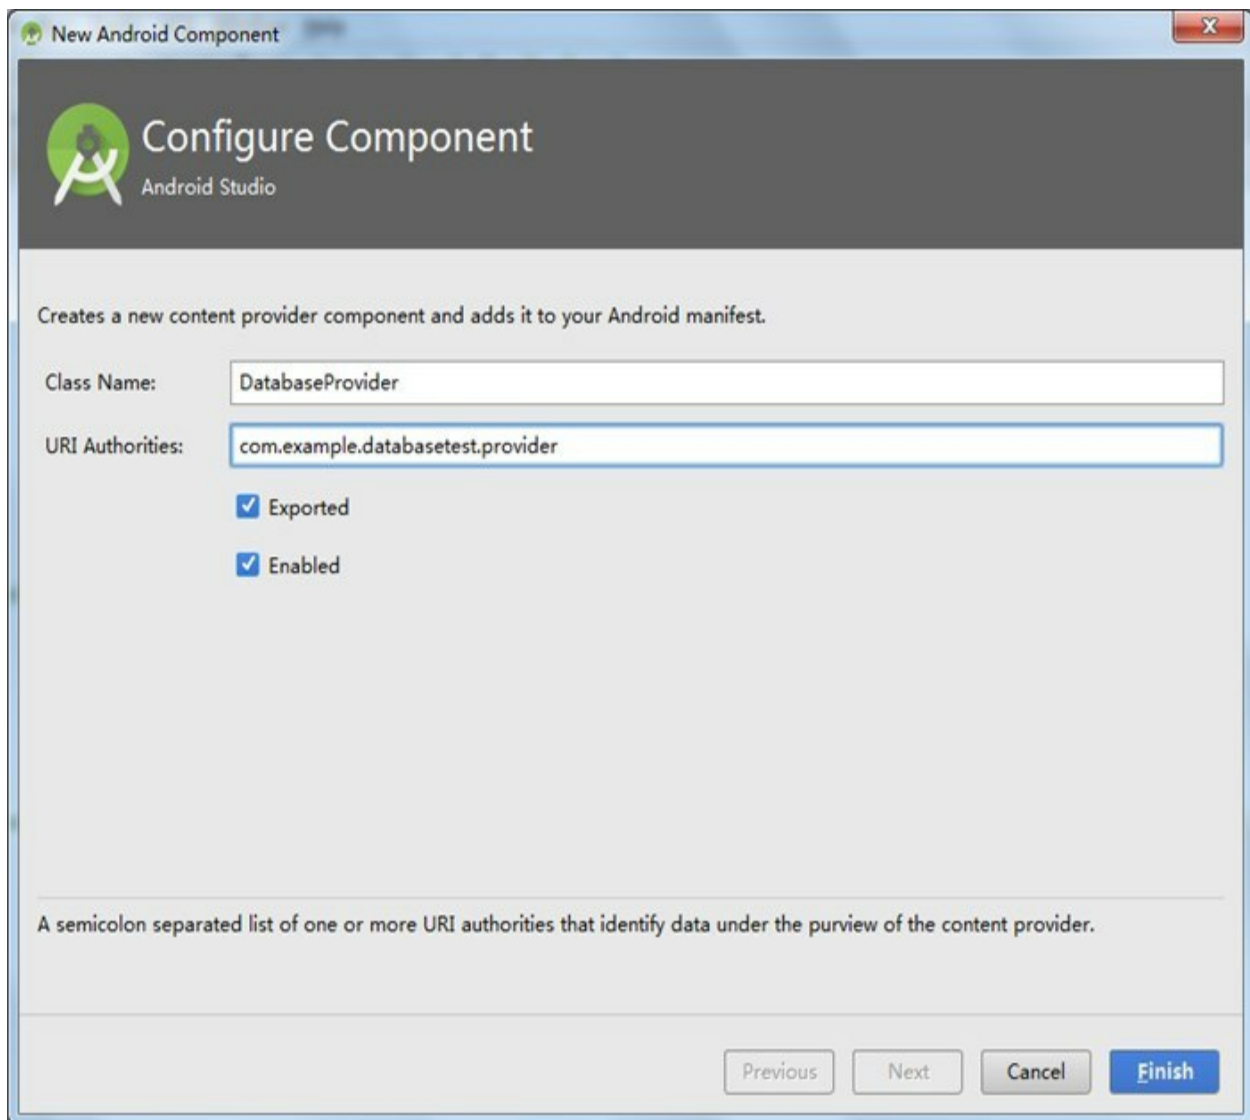 New Android Component
X
Configure Component
Android Studio
Creates a new content provider component and adds it to your Android manifest.
Class Name: DatabaseProvider
URI Authorities: com.example.databasetest.provider
Exported
Enabled
A semicolon separated list of one or more URI authorities that identify data under the purview of the content provider.
Previous Next Cancel Finish